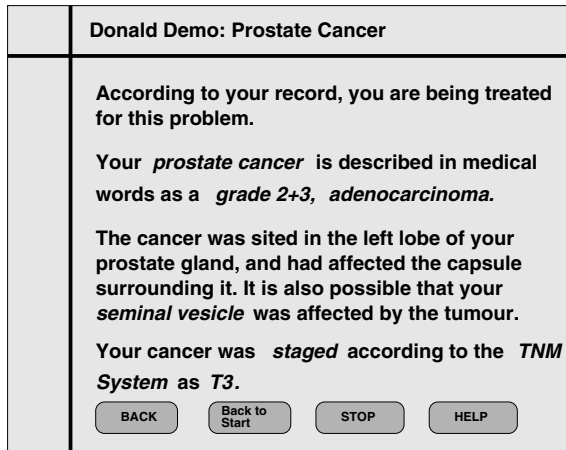 Donald Demo: Prostate Cancer
According to your record, you are being treated
for this problem.
Your prostate cancer is described in medical
words as a grade 2+3, adenocarcinoma.
The cancer was sited in the left lobe of your
prostate gland, and had affected the capsule
surrounding it. It is also possible that your
seminal vesicle was affected by the tumour.
Your cancer was staged according to the TNM
System as T3.
BACK
Back to
Start
STOP
HELP